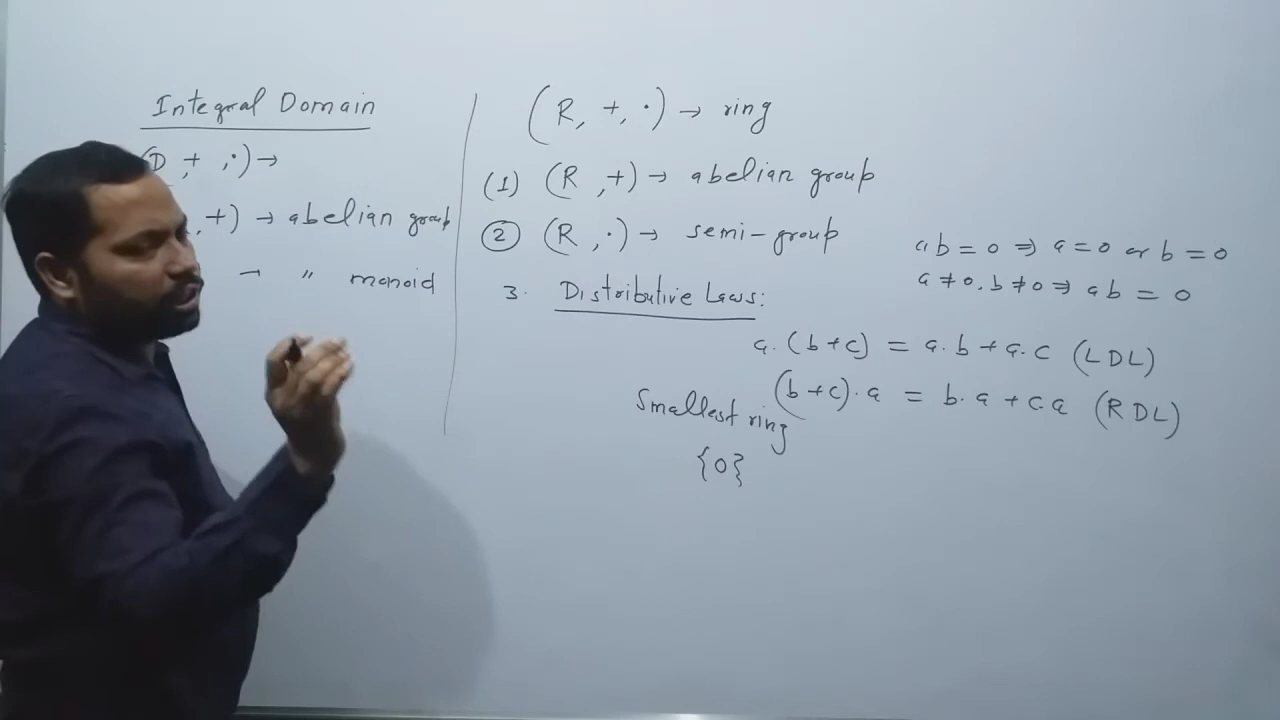 Integral Domain
(D, +, ·) →
, +) → abelian group
→ " monoid
(R, +, ·) → ring
(1) (R, +) → abelian group
② (R, ·) → semi-group
3. Distributive Laws:
a.(b+c) = a.b + a.c (LDL)
(b+c).a = b.a + c.a (RDL)
Smallest ring
{0}
ab = 0 ⇒ a = 0 or b = 0
a ≠ 0, b ≠ 0 ⇒ ab = 0